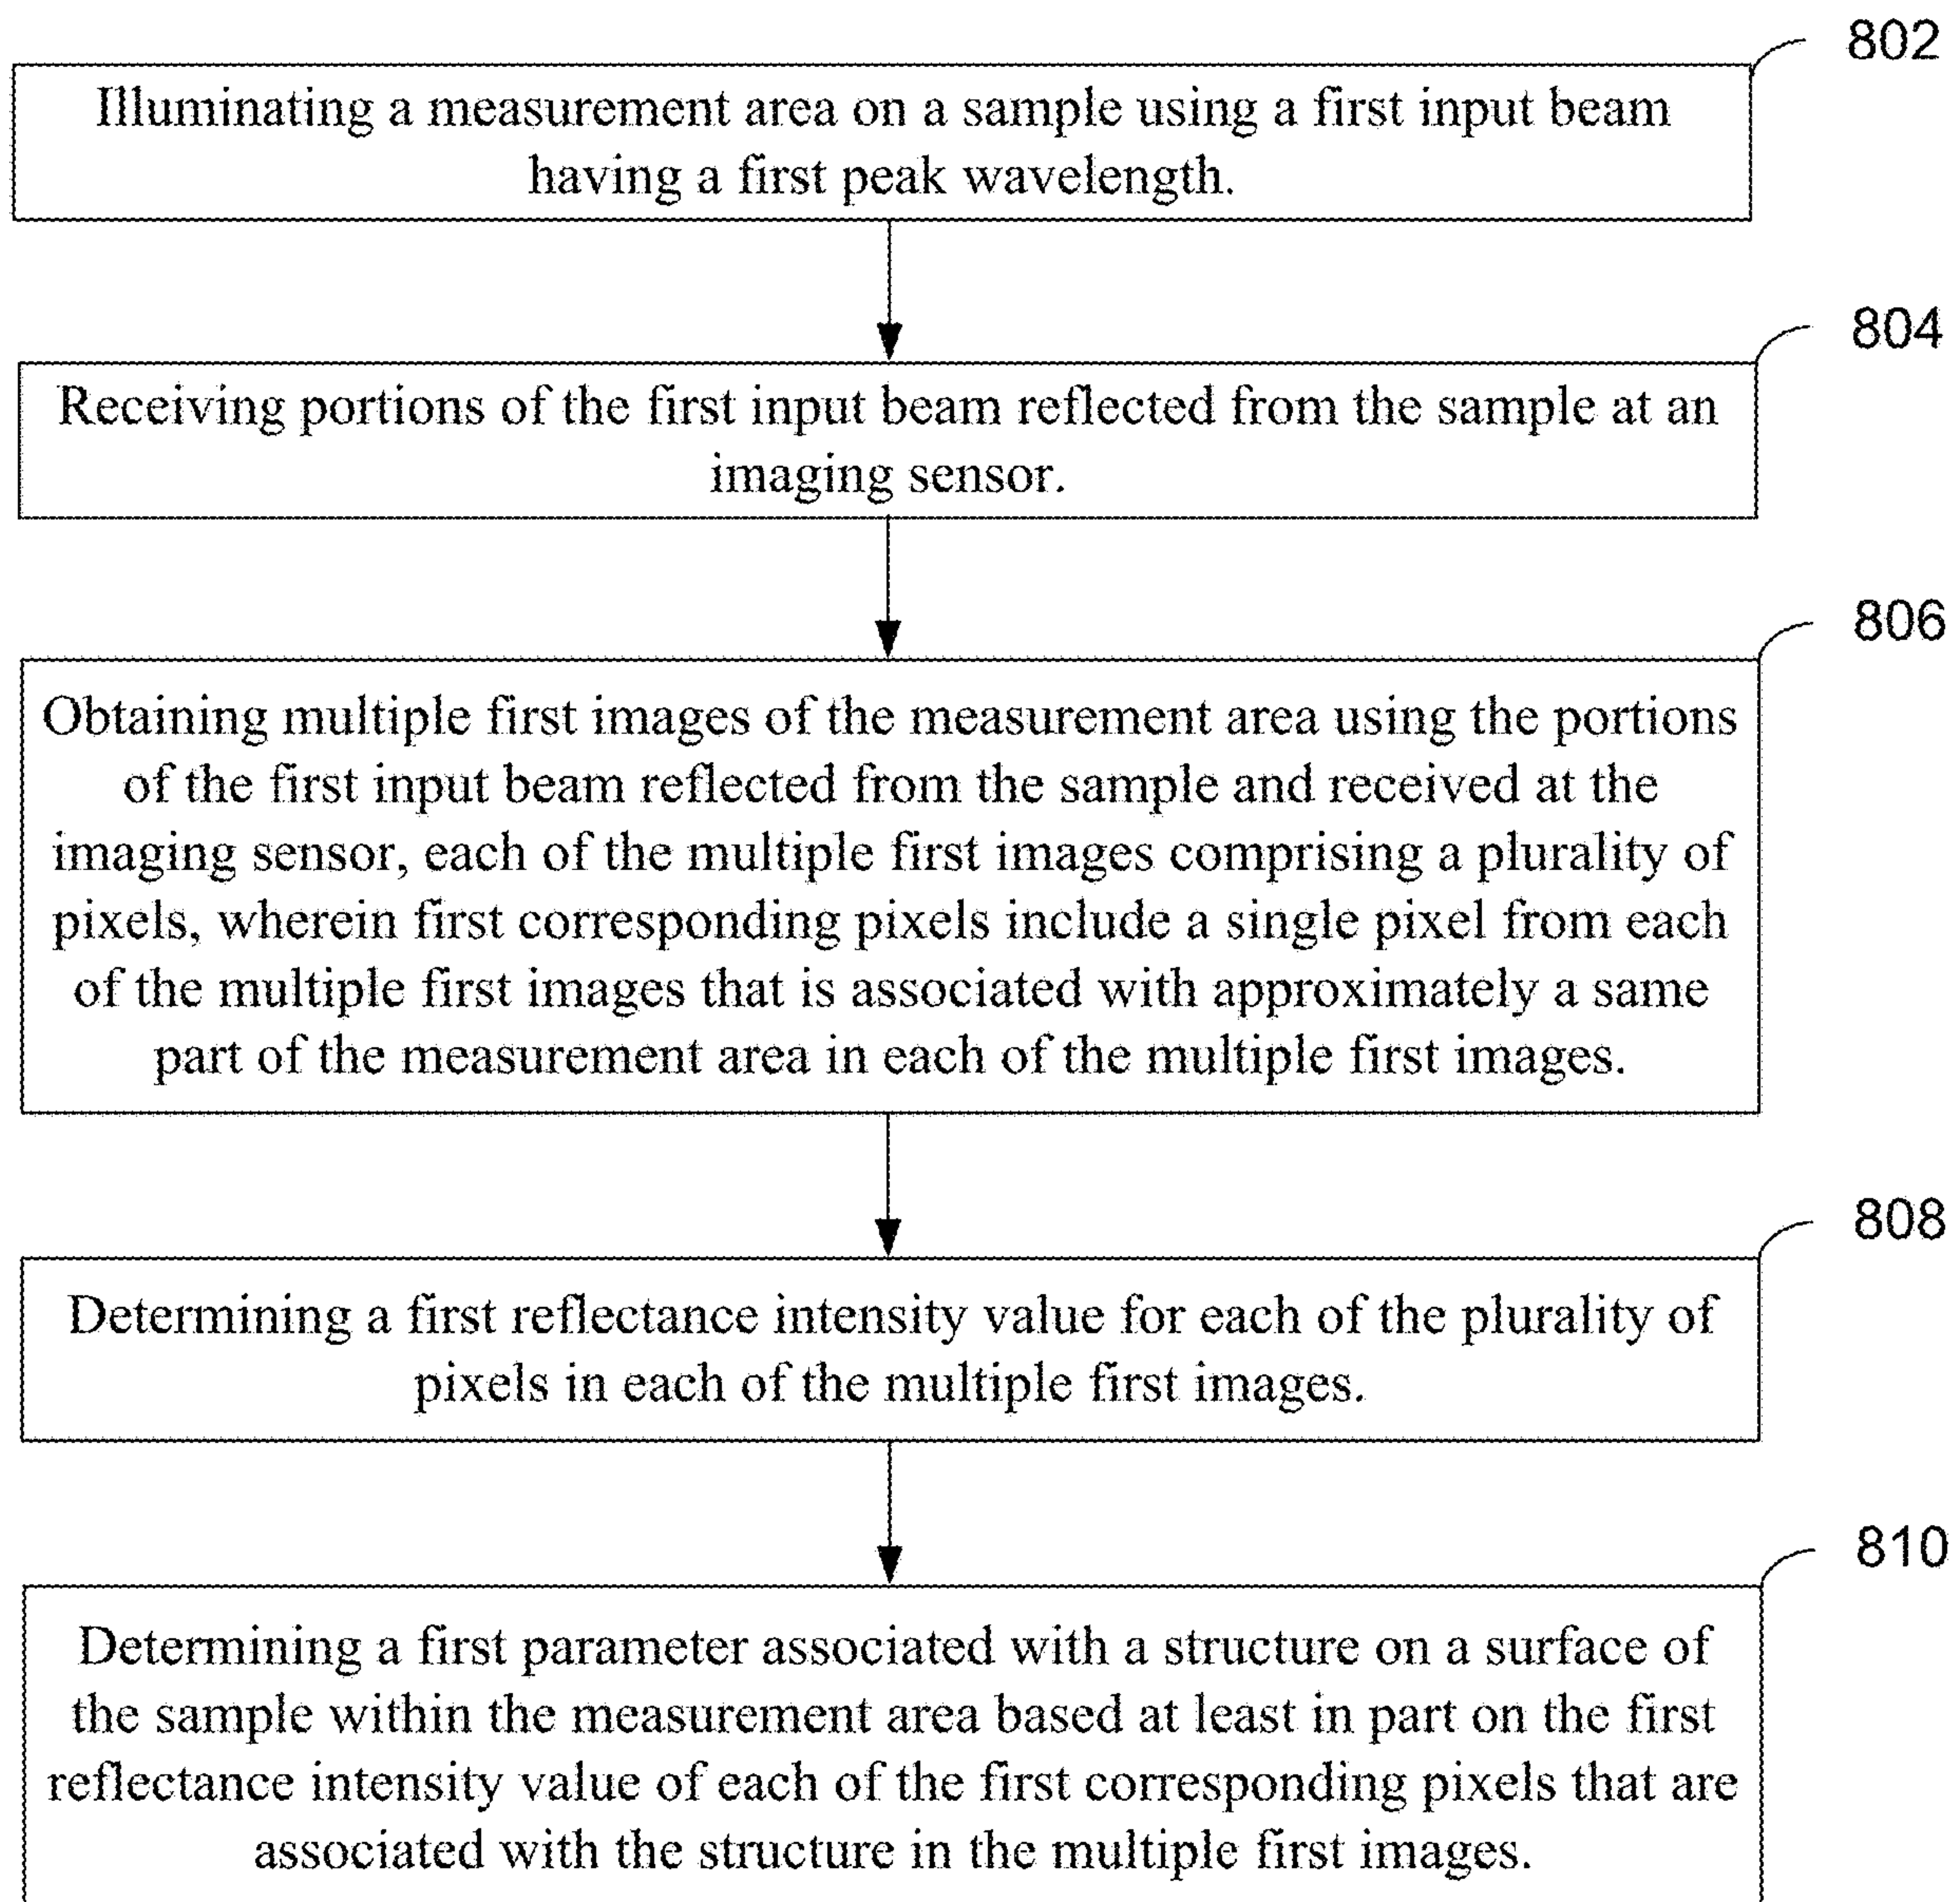 802
Illuminating a measurement area on a sample using a first input beam
having a first peak wavelength.
804
Receiving portions of the first input beam reflected from the sample at an
imaging sensor.
806
Obtaining multiple first images of the measurement area using the portions
of the first input beam reflected from the sample and received at the
imaging sensor, each of the multiple first images comprising a plurality of
pixels, wherein first corresponding pixels include a single pixel from each
of the multiple first images that is associated with approximately a same
part of the measurement area in each of the multiple first images.
808
Determining a first reflectance intensity value for each of the plurality of
pixels in each of the multiple first images.
810
Determining a first parameter associated with a structure on a surface of
the sample within the measurement area based at least in part on the first
reflectance intensity value of each of the first corresponding pixels that are
associated with the structure in the multiple first images.